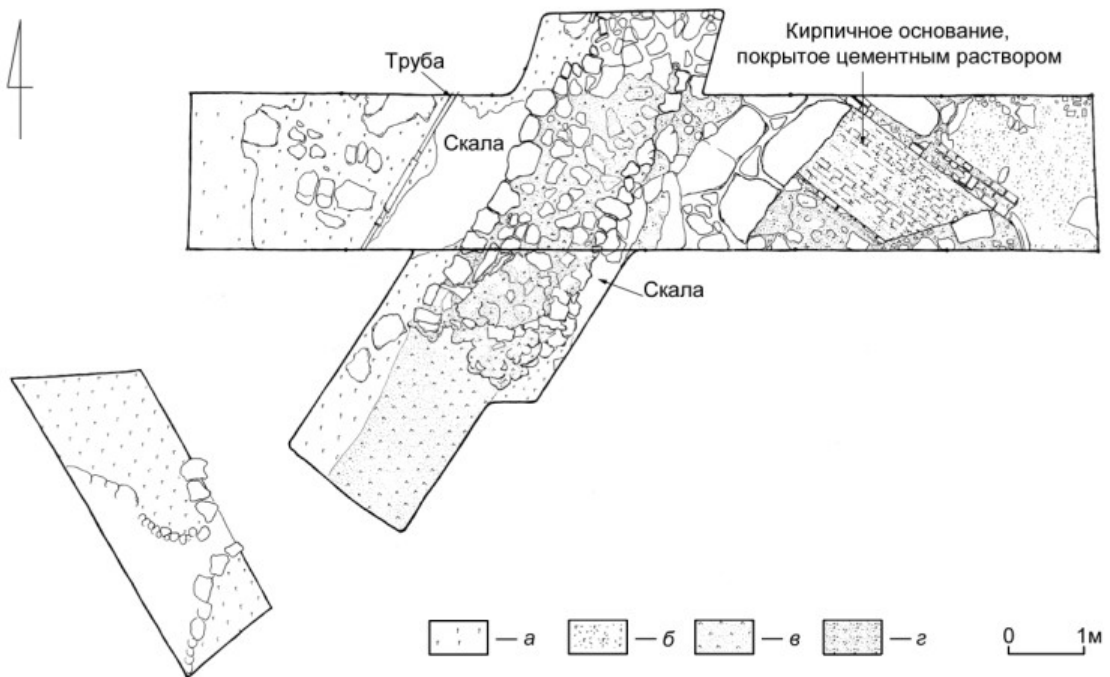 Кирпичное основание,
покрытое цементным раствором
Труба
Скала
Скала
— а
— б
— в
— г
0 1м